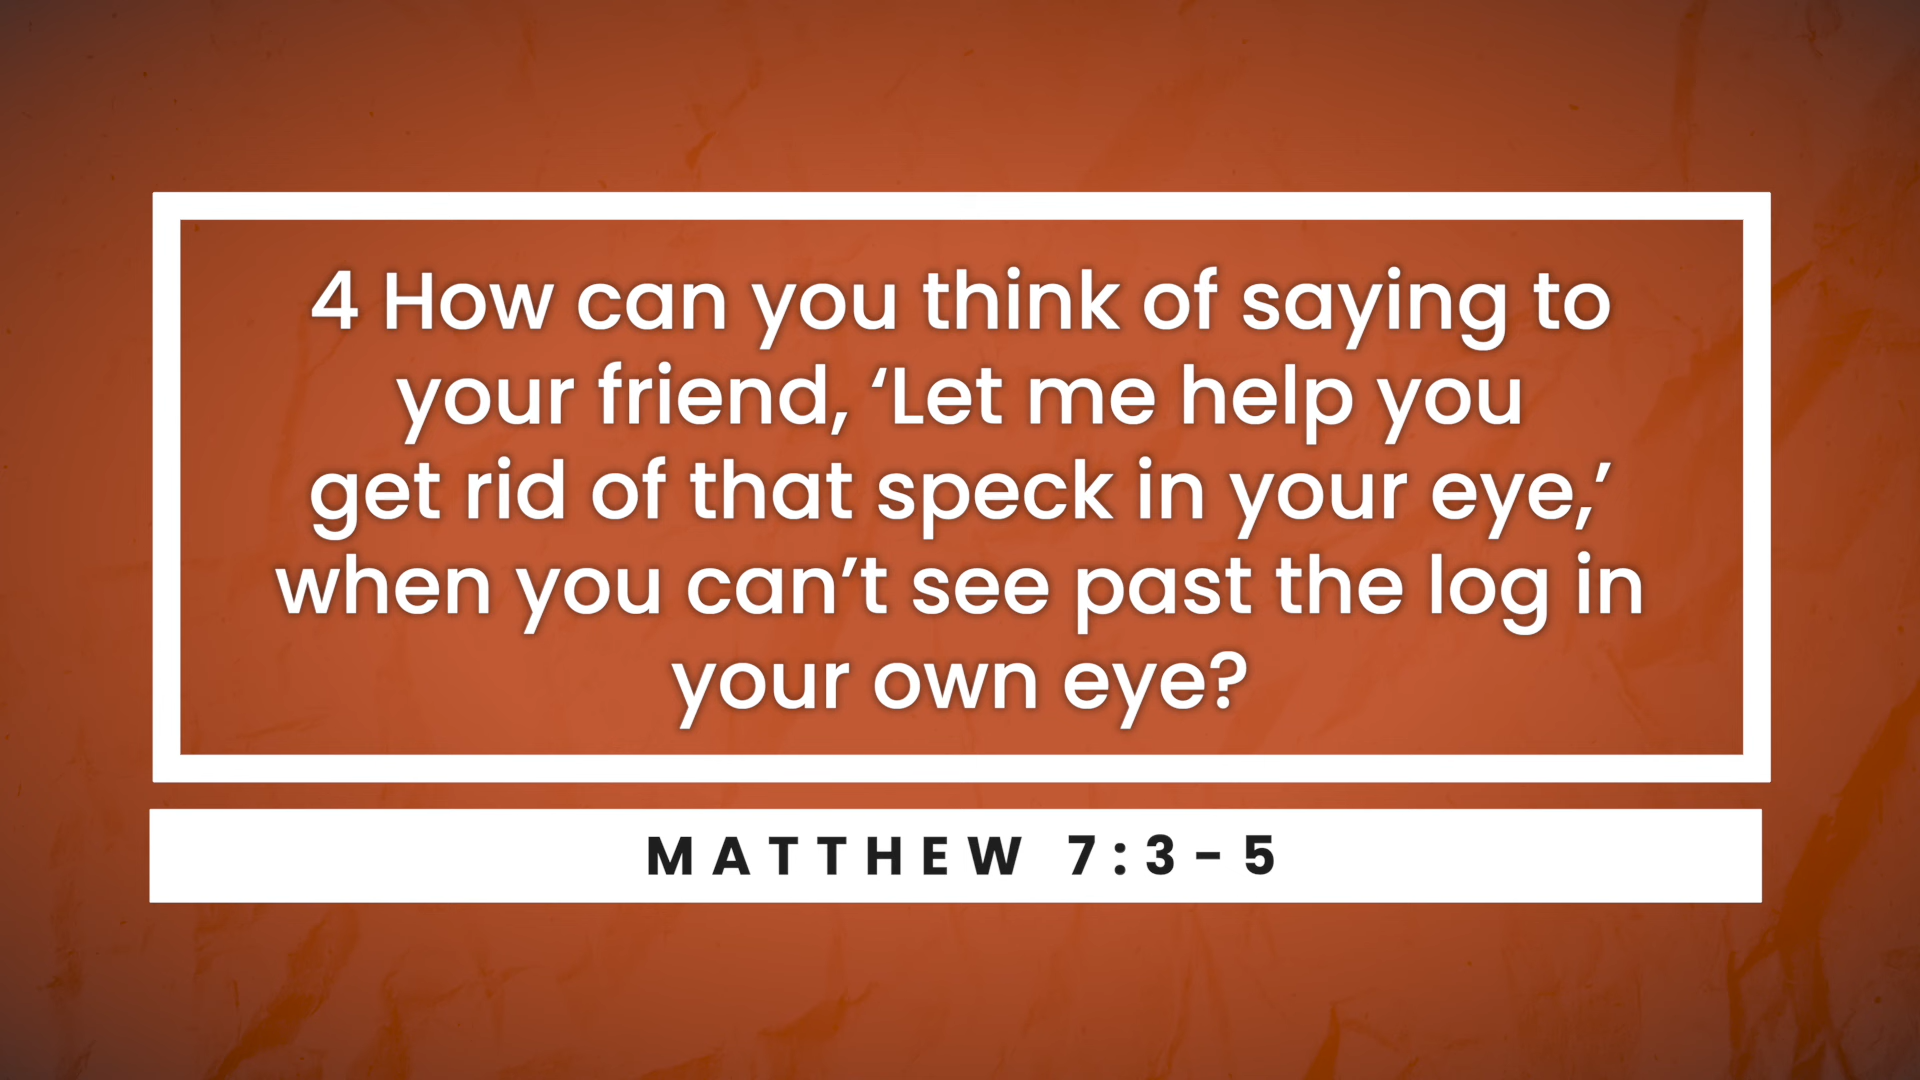 4 How can you think of saying to
your friend, ‘Let me help you
get rid of that speck in your eye,’
when you can’t see past the log in
your own eye?
MATTHEW 7:3-5